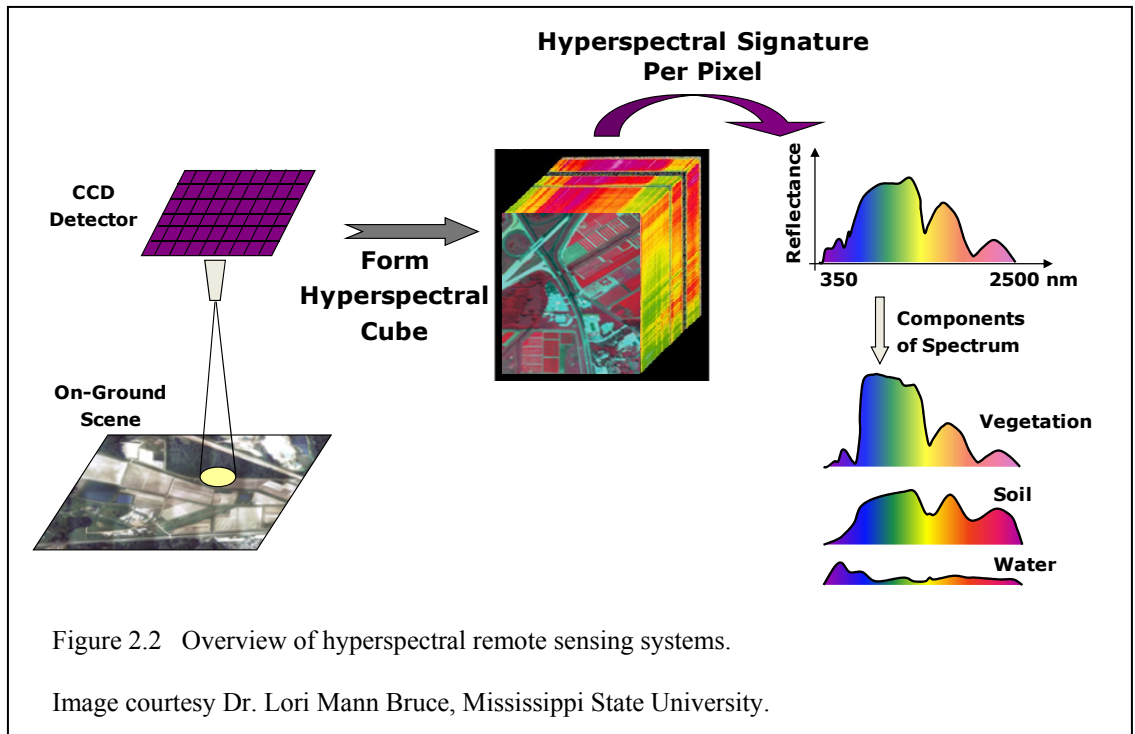 Hyperspectral Signature
Per Pixel
CCD
Detector
Form
Hyperspectral
Cube
Reflectance
350
2500 nm
Components
of Spectrum
On-Ground
Scene
Vegetation
Soil
Water
Figure 2.2 Overview of hyperspectral remote sensing systems.
Image courtesy Dr. Lori Mann Bruce, Mississippi State University.